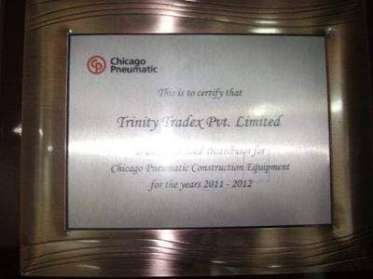 CP Chicago
Pneumatic
This is to certify that
Trinity Tradex Pvt. Limited
Distributor for
Chicago Pneumatic Construction Equipment
for the years 2011 - 2012